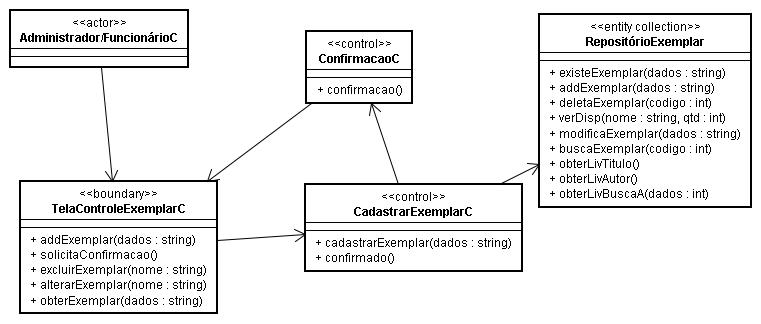 <<actor>>
Administrador/FuncionárioC
<<control>>
ConfirmacaoC
+ confirmacao()
<<entity collection>>
RepositórioExemplar
+ existeExemplar(dados : string)
+ addExemplar(dados : string)
+ deletaExemplar(codigo : int)
+ verDisp(nome : string, qtd : int)
+ modificaExemplar(dados : string)
+ buscaExemplar(codigo : int)
+ obterLivTitulo()
+ obterLivAutor()
+ obterLivBuscaA(dados : int)
<<boundary>>
TelaControleExemplarC
+ addExemplar(dados : string)
+ solicitaConfirmacao()
+ excluirExemplar(nome : string)
+ alterarExemplar(nome : string)
+ obterExemplar(dados : string)
<<control>>
CadastrarExemplarC
+ cadastrarExemplar(dados : string)
+ confirmado()